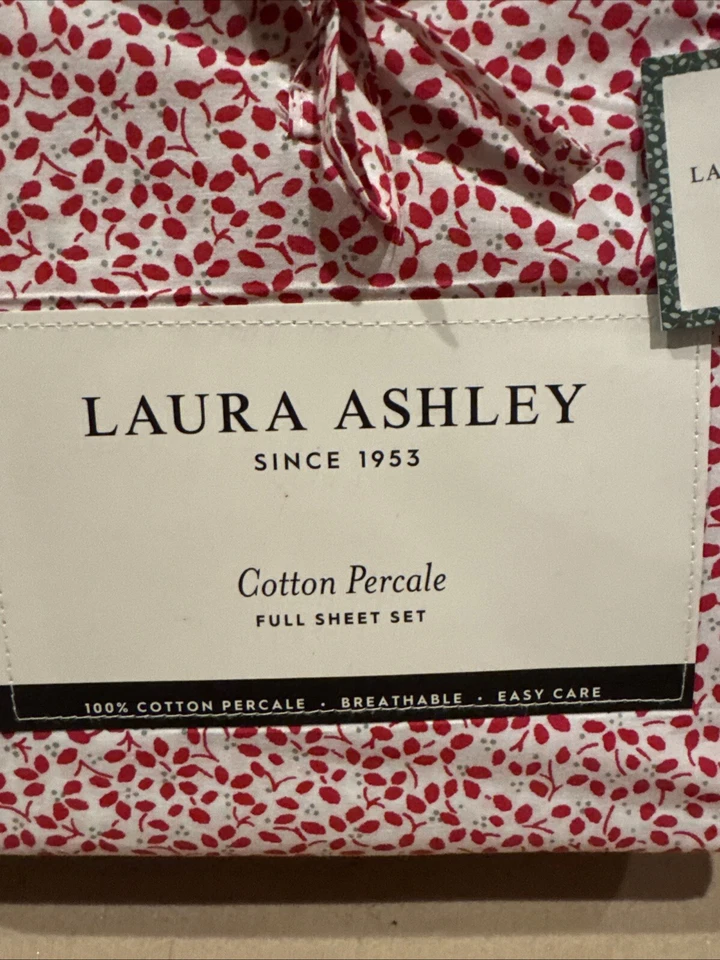 LA
LAURA ASHLEY
SINCE 1953
Cotton Percale
FULL SHEET SET
100% COTTON PERCALE • BREATHABLE • EASY CARE